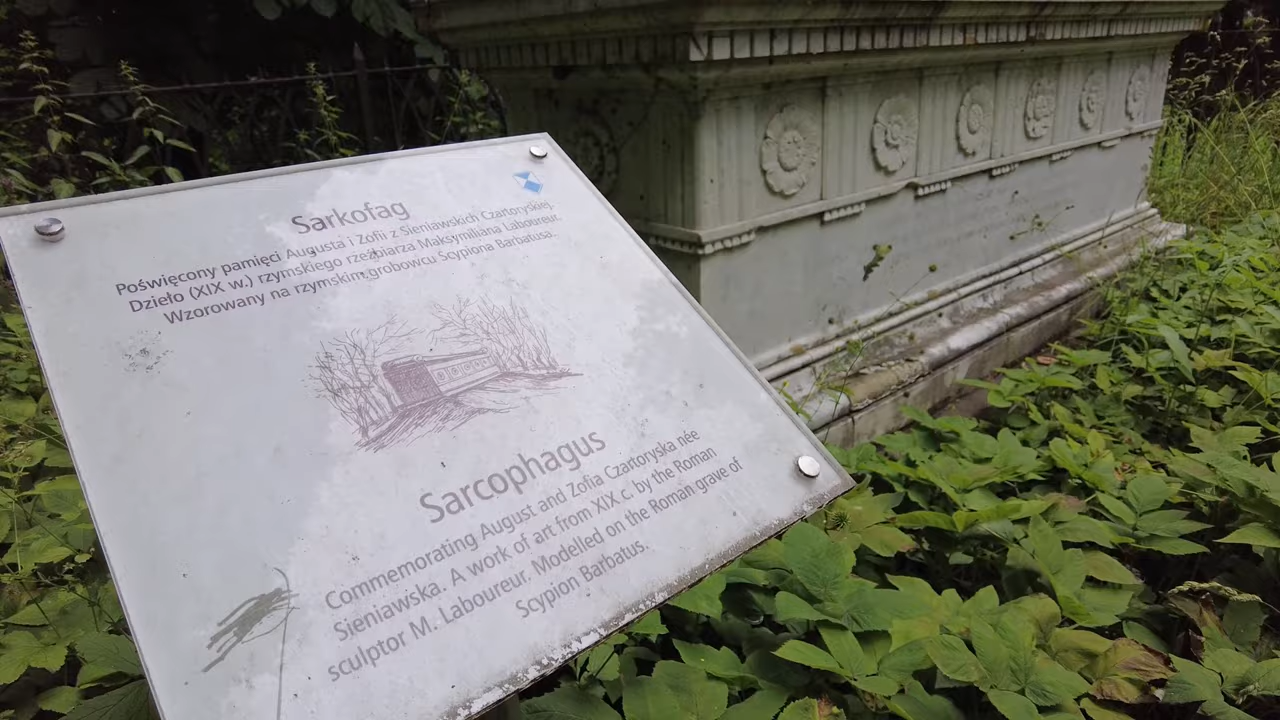 Sarkofag
Poświęcony pamięci Augusta i Zofii z Sieniawskich Czartoryskiej.
Dzieło (XIX w.) rzymskiego rzeźbiarza Maksymiliana Laboureur.
Wzorowany na rzymskim grobowcu Scypiona Barbatusa.
Sarcophagus
Commemorating August and Zofia Czartoryska née
Sieniawska. A work of art from XIX c. by the Roman
sculptor M. Laboureur. Modelled on the Roman grave of
Scypion Barbatus.